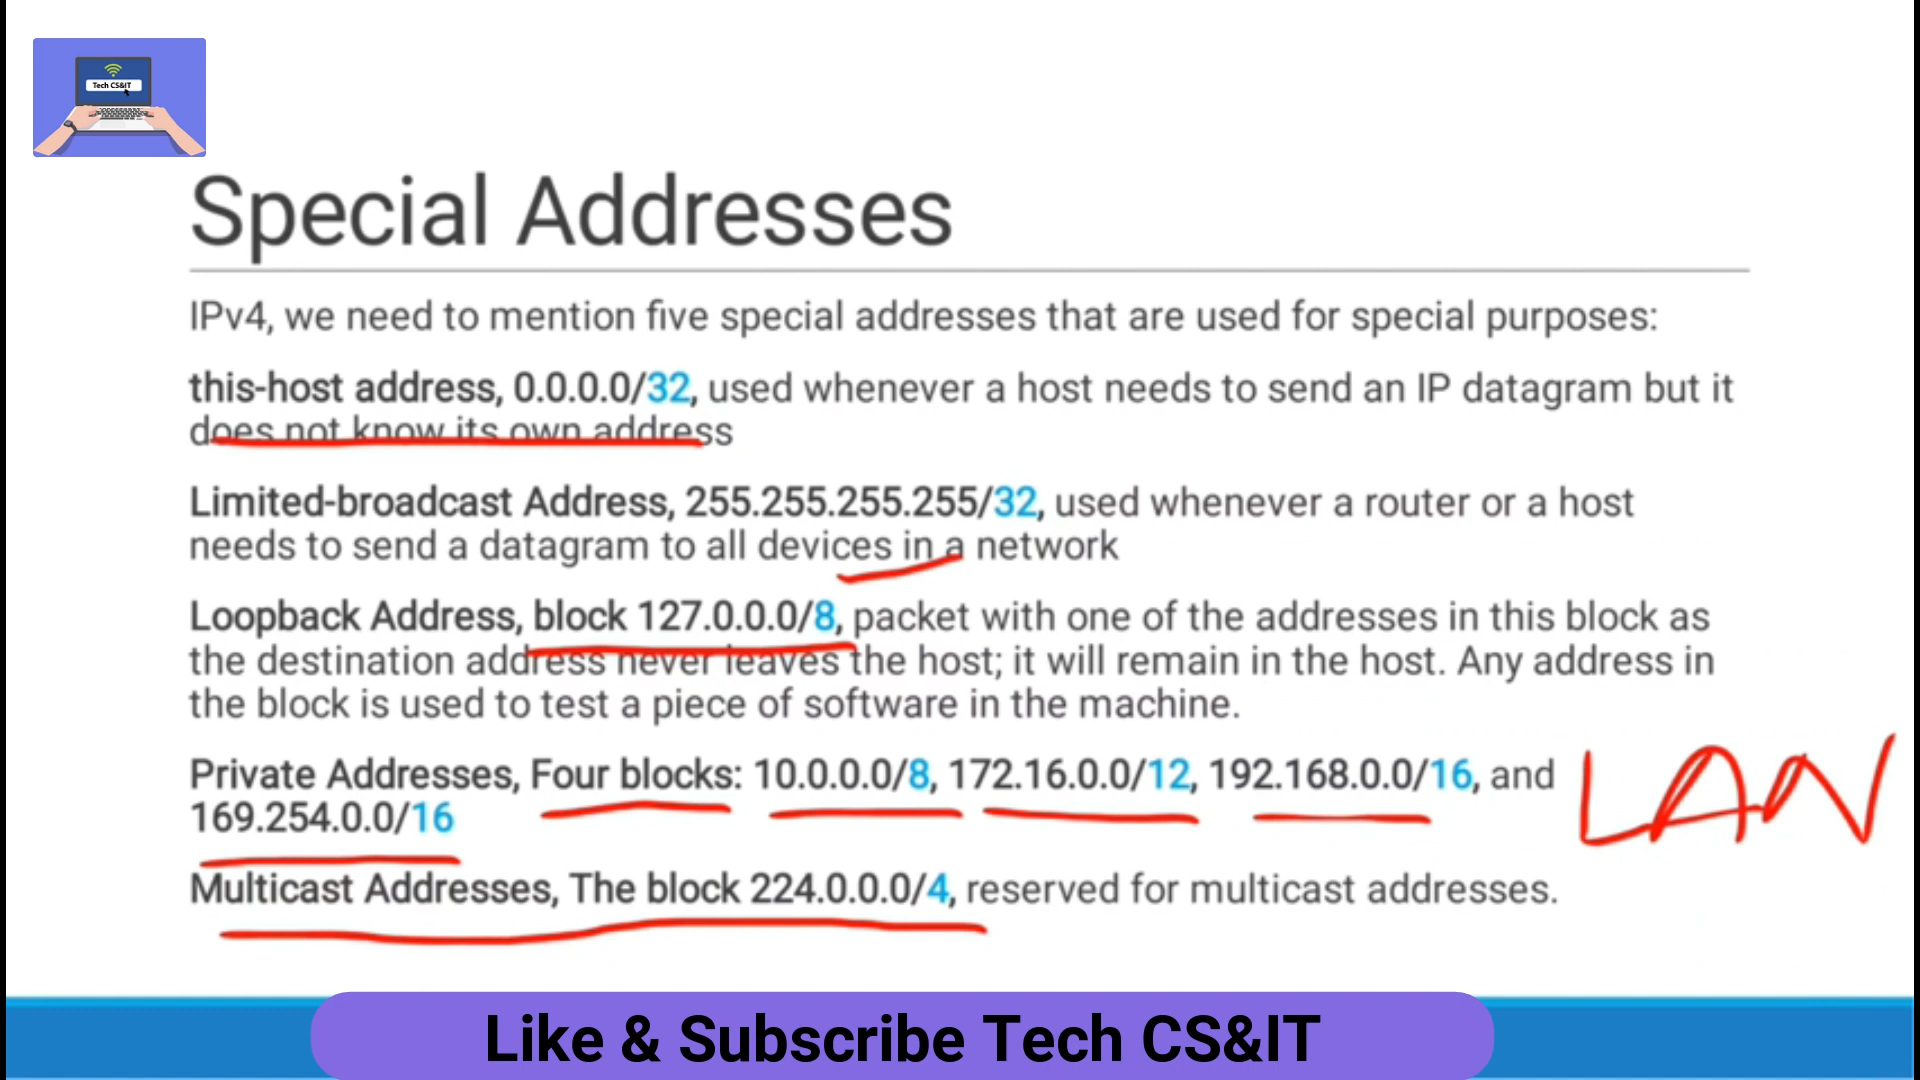 Tech CS&IT
Special Addresses
IPv4, we need to mention five special addresses that are used for special purposes:
this-host address, 0.0.0.0/32, used whenever a host needs to send an IP datagram but it
does not know its own address
Limited-broadcast Address, 255.255.255.255/32, used whenever a router or a host
needs to send a datagram to all devices in a network
Loopback Address, block 127.0.0.0/8, packet with one of the addresses in this block as
the destination address never leaves the host; it will remain in the host. Any address in
the block is used to test a piece of software in the machine.
Private Addresses, Four blocks: 10.0.0.0/8, 172.16.0.0/12, 192.168.0.0/16, and
169.254.0.0/16
LAN
Multicast Addresses, The block 224.0.0.0/4, reserved for multicast addresses.
Like & Subscribe Tech CS&IT